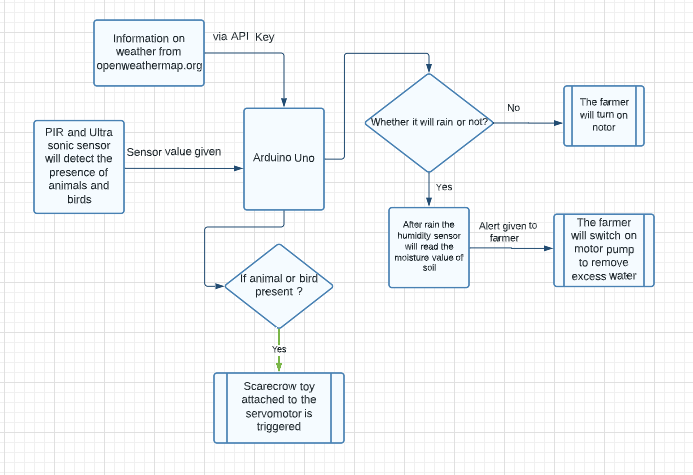 Information on
weather from
openweathermap.org
via API Key
PIR and Ultra
sonic sensor
will detect the
presence of
animals and
birds
Sensor value given
Arduino Uno
Whether it will rain or not?
No
The farmer
will turn on
notor
Yes
After rain the
humidity sensor
will read the
moisture value of
soil
Alert given to
farmer
The farmer
will switch on
motor pump
to remove
excess water
If animal or bird
present ?
Yes
Scarecrow toy
attached to the
servomotor is
triggered